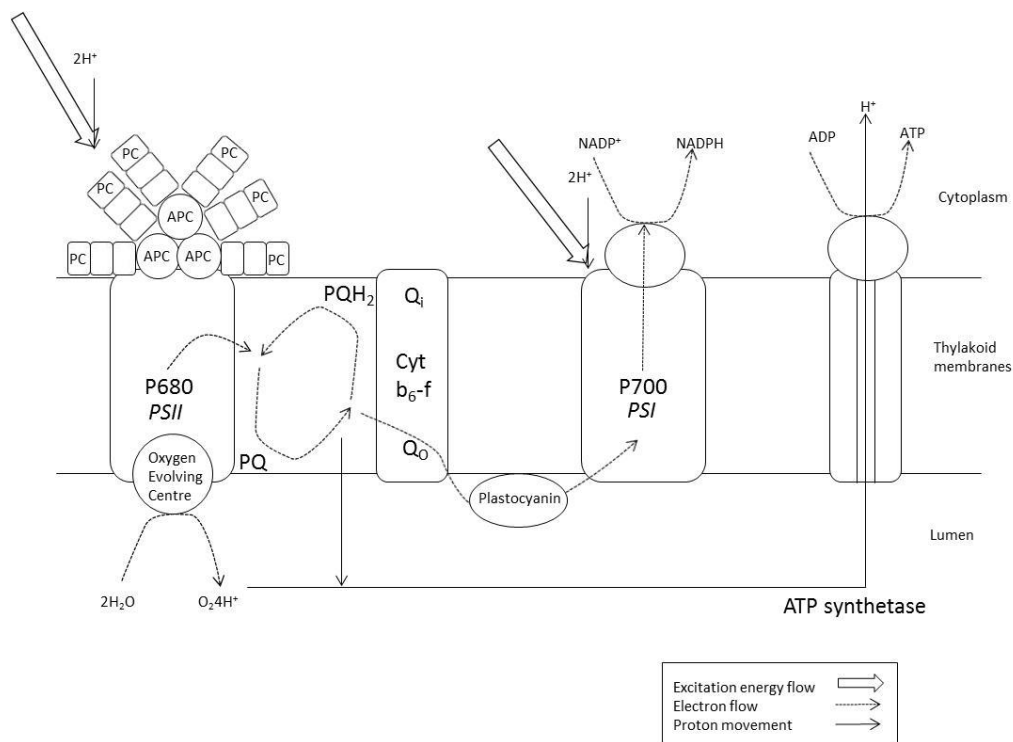 2H⁺
PC
PC
PC
PC
PC
PC
APC
APC
APC
NADP⁺
NADPH
2H⁺
H⁺
ADP
ATP
Cytoplasm
PQH₂
Qᵢ
Cyt
b₆-f
Q₀
P680
PSII
PQ
Oxygen
Evolving
Centre
P700
PSI
Plastocyanin
Thylakoid
membranes
Lumen
2H₂O
O₂4H⁺
ATP synthetase
Excitation energy flow
Electron flow
Proton movement